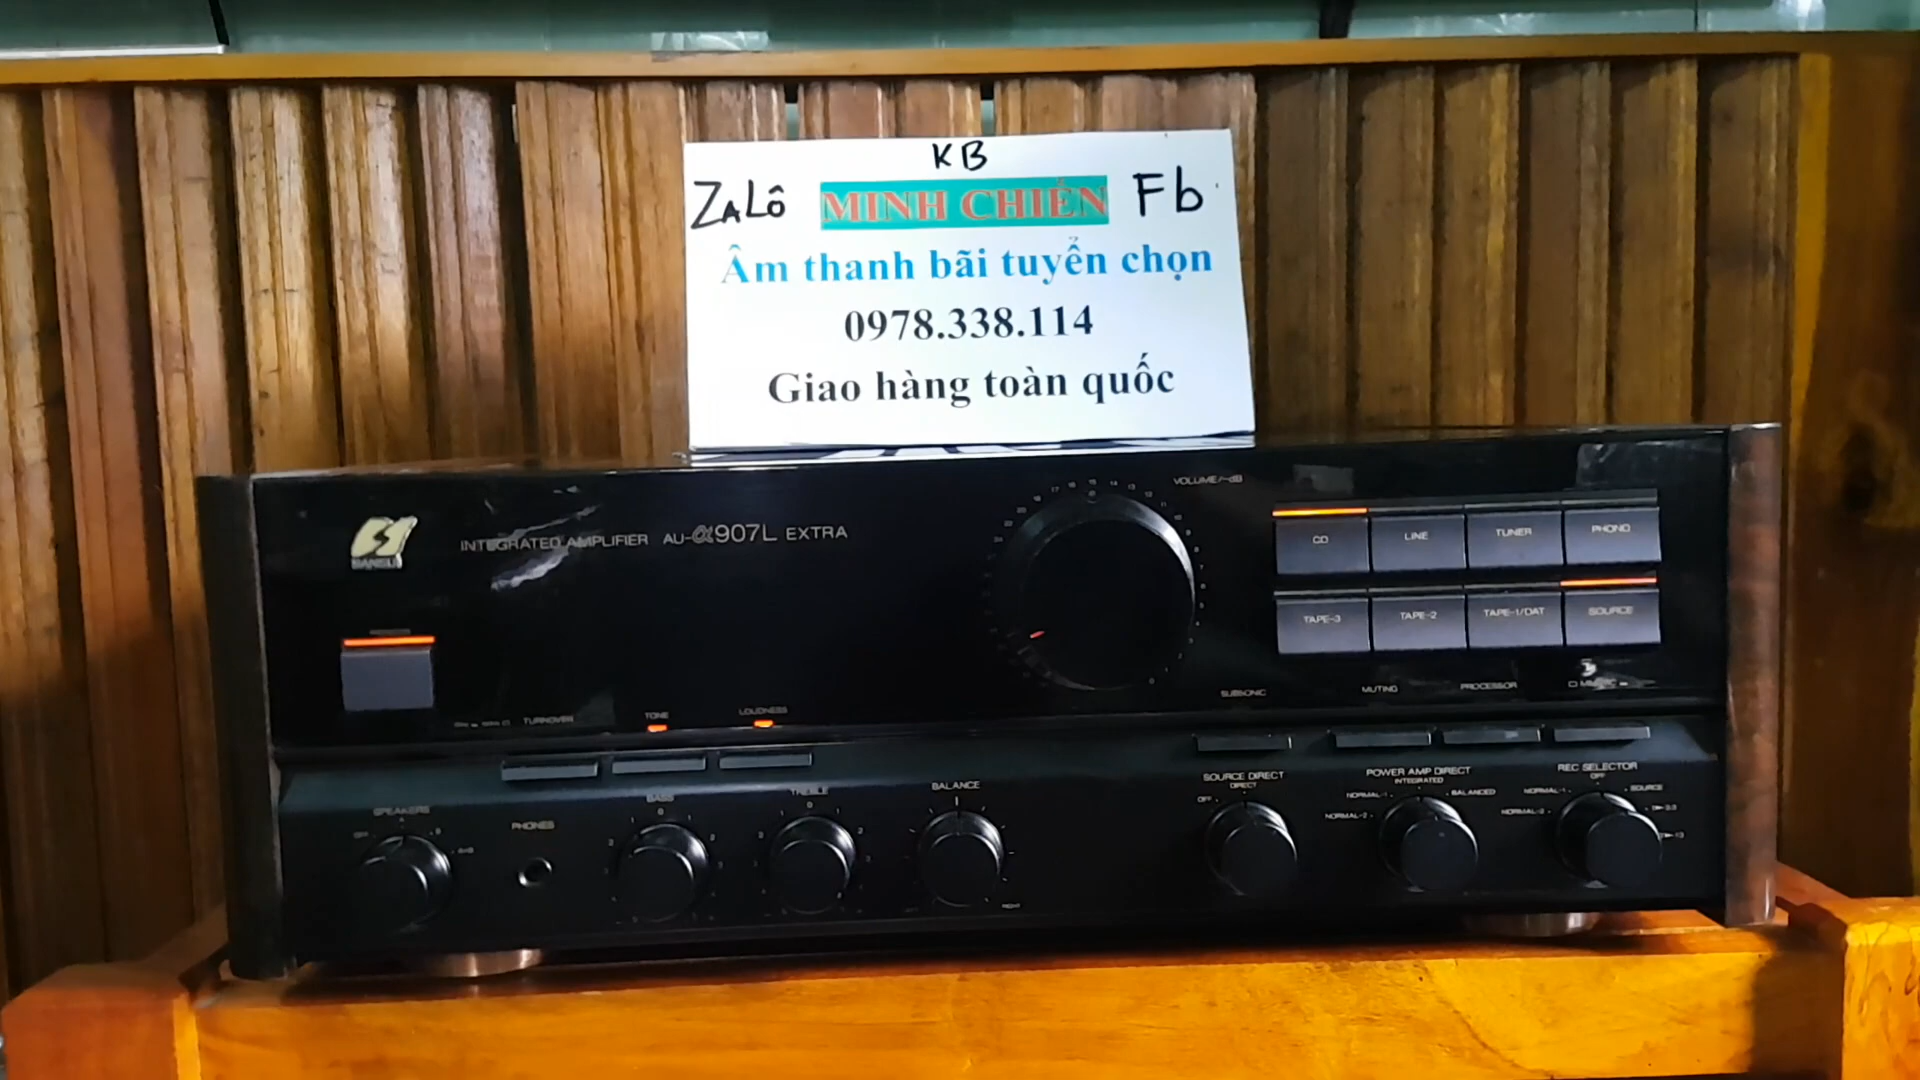 KB
ZALÔ MINH CHIẾN Fb
Âm thanh bãi tuyển chọn
0978.338.114
Giao hàng toàn quốc
SANSUI
INTEGRATED AMPLIFIER AU-α907L EXTRA
VOLUME/-dB
CD LINE TUNER PHONO
TAPE-3 TAPE-2 TAPE-1/DAT SOURCE
SUBSONIC MUTING PROCESSOR
TURNOVER TONE LOUDNESS
SPEAKERS PHONES BASS TREBLE BALANCE
RIGHT
SOURCE DIRECT
OFF DIRECT
POWER AMP DIRECT
INTEGRATED
NORMAL-1 BALANCED
NORMAL-2
REC SELECTOR
OFF
NORMAL-1 SOURCE
NORMAL-2